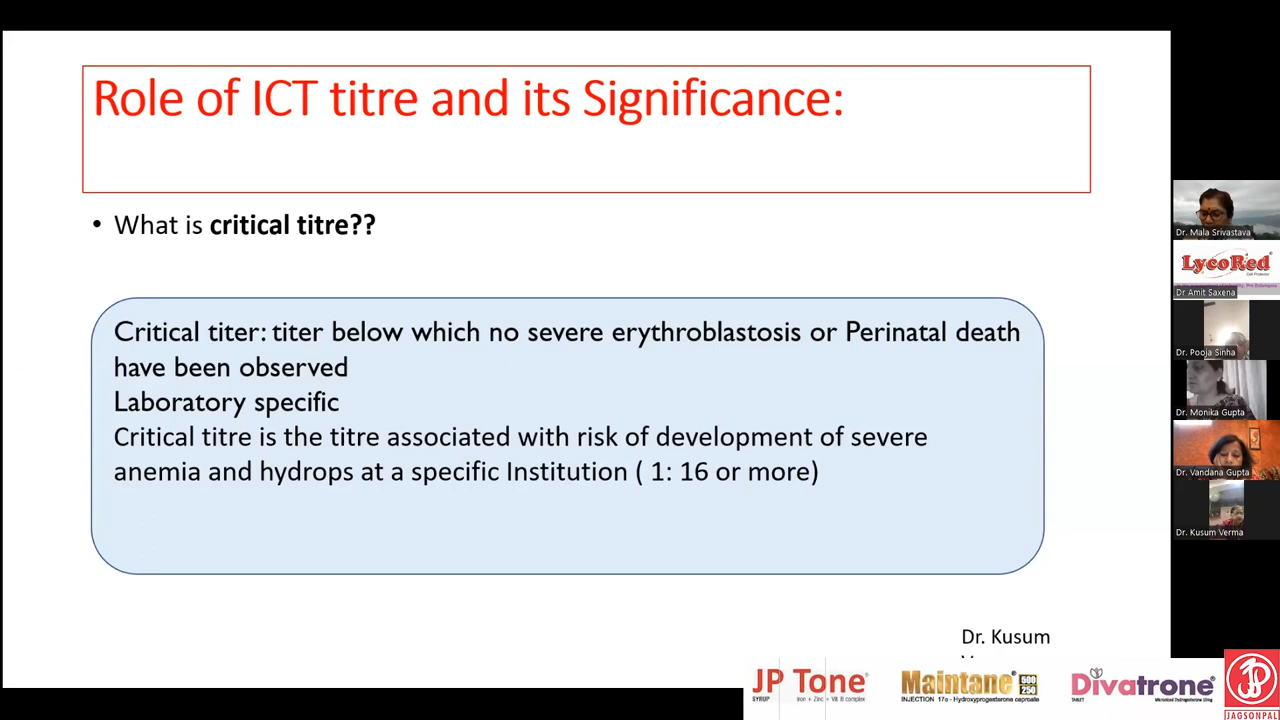 Role of ICT titre and its Significance:
• What is critical titre??
Critical titer: titer below which no severe erythroblastosis or Perinatal death
have been observed
Laboratory specific
Critical titre is the titre associated with risk of development of severe
anemia and hydrops at a specific Institution ( 1: 16 or more)
Dr. Kusum
Dr. Mala Srivastava
LycoRed
Dr Amit Saxena
Dr. Pooja Sinha
Dr. Monika Gupta
Dr. Vandana Gupta
Dr. Kusum Verma
JP Tone
SYRUP Iron + Zinc + Vit. B complex
Maintane 500 250
INJECTION 17α - Hydroxyprogesterone caproate
Divatrone
TABLET
JAGSONPAL